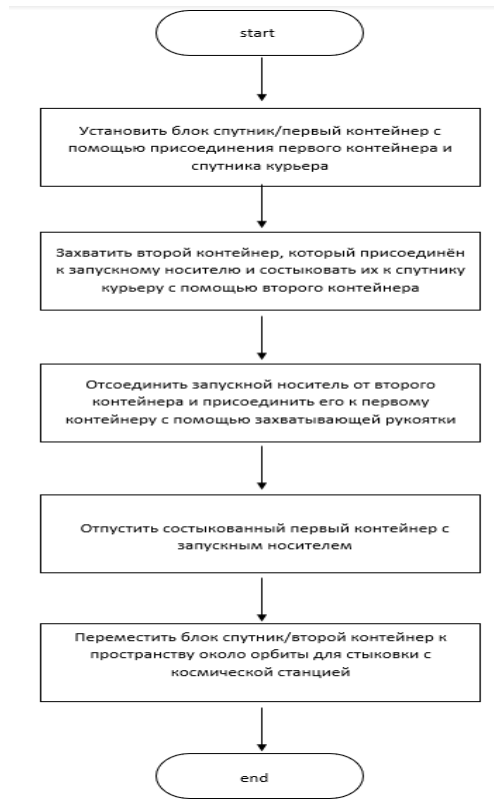 start
Установить блок спутник/первый контейнер с
помощью присоединения первого контейнера и
спутника курьера
Захватить второй контейнер, который присоединён
к запускному носителю и состыковать их к спутнику
курьеру с помощью второго контейнера
Отсоединить запускной носитель от второго
контейнера и присоединить его к первому
контейнеру с помощью захватывающей рукоятки
Отпустить состыкованный первый контейнер с
запускным носителем
Переместить блок спутник/второй контейнер к
пространству около орбиты для стыковки с
космической станцией
end